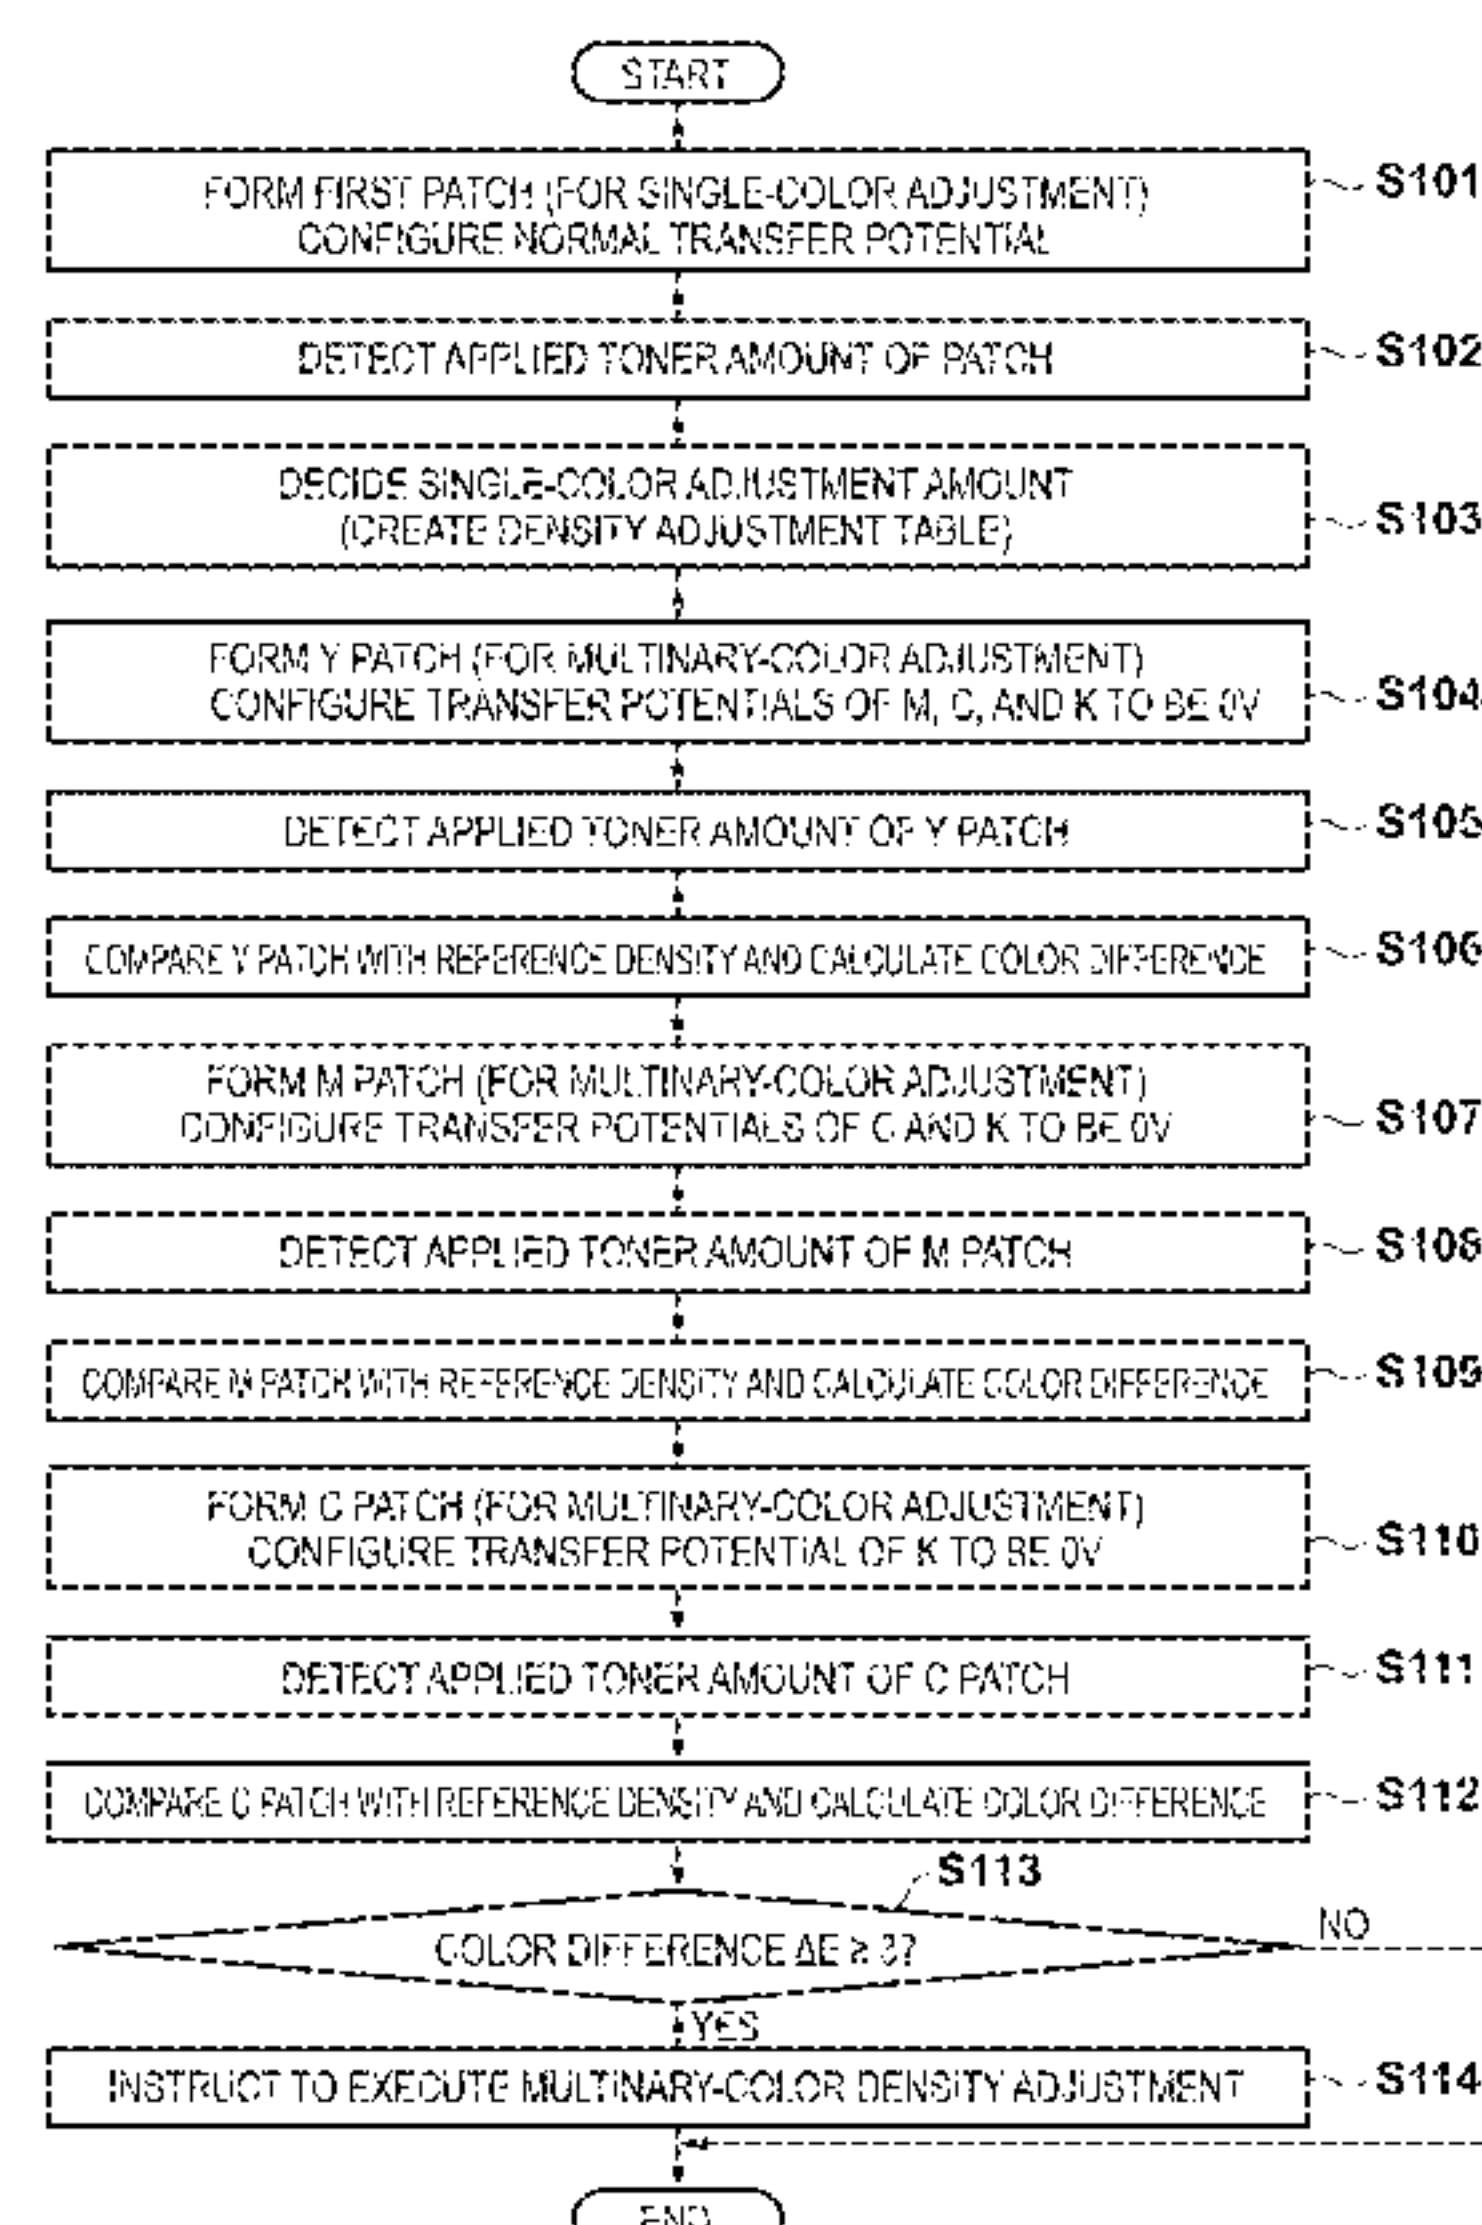 START
FORM FIRST PATCH (FOR SINGLE-COLOR ADJUSTMENT)
CONFIGURE NORMAL TRANSFER POTENTIAL
S101
DETECT APPLIED TONER AMOUNT OF PATCH
S102
DECIDE SINGLE-COLOR ADJUSTMENT AMOUNT
(CREATE DENSITY ADJUSTMENT TABLE)
S103
FORM Y PATCH (FOR MULTINARY-COLOR ADJUSTMENT)
CONFIGURE TRANSFER POTENTIALS OF M, C, AND K TO BE 0V
S104
DETECT APPLIED TONER AMOUNT OF Y PATCH
S105
COMPARE Y PATCH WITH REFERENCE DENSITY AND CALCULATE COLOR DIFFERENCE
S106
FORM M PATCH (FOR MULTINARY-COLOR ADJUSTMENT)
CONFIGURE TRANSFER POTENTIALS OF C AND K TO BE 0V
S107
DETECT APPLIED TONER AMOUNT OF M PATCH
S108
COMPARE M PATCH WITH REFERENCE DENSITY AND CALCULATE COLOR DIFFERENCE
S109
FORM C PATCH (FOR MULTINARY-COLOR ADJUSTMENT)
CONFIGURE TRANSFER POTENTIAL OF K TO BE 0V
S110
DETECT APPLIED TONER AMOUNT OF C PATCH
S111
COMPARE C PATCH WITH REFERENCE DENSITY AND CALCULATE COLOR DIFFERENCE
S112
S113
COLOR DIFFERENCE ΔE ≥ 3?
NO
YES
INSTRUCT TO EXECUTE MULTINARY-COLOR DENSITY ADJUSTMENT
S114
END